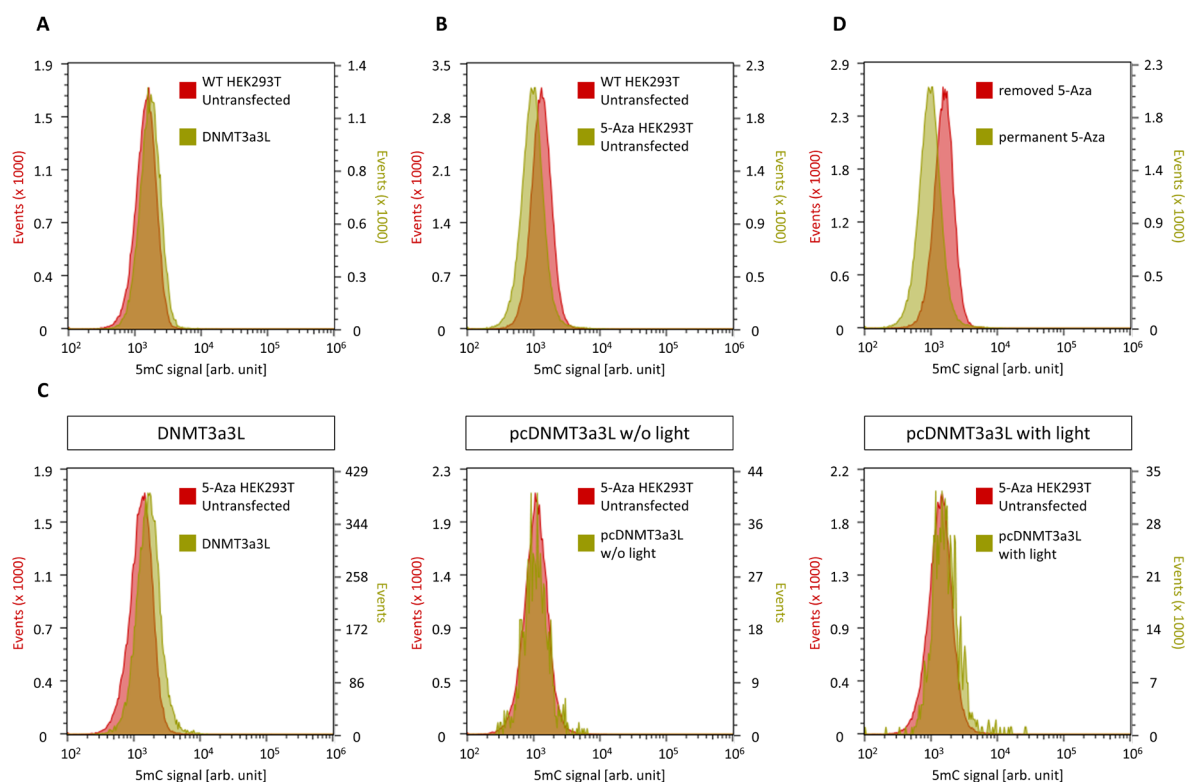 A
1.9
1.5
1.1
0.7
0.4
0
1.4
1.1
0.8
0.6
0.3
0
Events (x 1000)
Events (x 1000)
WT HEK293T
Untransfected
DNMT3a3L
10² 10³ 10⁴ 10⁵ 10⁶
5mC signal [arb. unit]
B
3.5
2.8
2.1
1.4
0.7
0
2.3
1.8
1.4
0.9
0.5
0
Events (x 1000)
Events (x 1000)
WT HEK293T
Untransfected
5-Aza HEK293T
Untransfected
10² 10³ 10⁴ 10⁵ 10⁶
5mC signal [arb. unit]
D
2.9
2.3
1.8
1.2
0.6
0
2.3
1.8
1.4
0.9
0.5
0
Events (x 1000)
Events (x 1000)
removed 5-Aza
permanent 5-Aza
10² 10³ 10⁴ 10⁵ 10⁶
5mC signal [arb. unit]
C
DNMT3a3L
1.9
1.5
1.1
0.7
0.4
0
429
344
258
172
86
0
Events (x 1000)
Events
5-Aza HEK293T
Untransfected
DNMT3a3L
10² 10³ 10⁴ 10⁵ 10⁶
5mC signal [arb. unit]
pcDNMT3a3L w/o light
2.3
1.8
1.4
0.9
0.5
0
44
36
27
18
9
0
Events (x 1000)
Events
5-Aza HEK293T
Untransfected
pcDNMT3a3L
w/o light
10² 10³ 10⁴ 10⁵ 10⁶
5mC signal [arb. unit]
pcDNMT3a3L with light
2.2
1.8
1.3
0.9
0.4
0
35
28
21
14
7
0
Events (x 1000)
Events (x 1000)
5-Aza HEK293T
Untransfected
pcDNMT3a3L
with light
10² 10³ 10⁴ 10⁵ 10⁶
5mC signal [arb. unit]